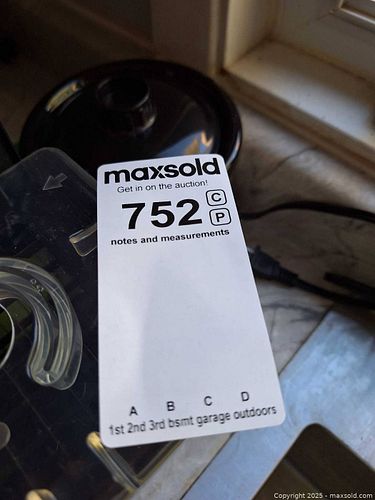 maxsold
Get in on the auction!
752 C
P
notes and measurements
A B C D
1st 2nd 3rd bsmt garage outdoors
Copyright 2025 - maxsold.com